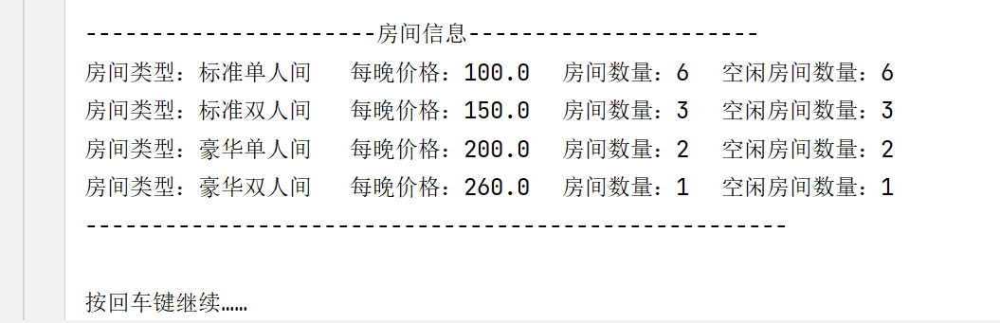 ----------------------房间信息----------------------
房间类型：标准单人间   每晚价格：100.0   房间数量：6   空闲房间数量：6
房间类型：标准双人间   每晚价格：150.0   房间数量：3   空闲房间数量：3
房间类型：豪华单人间   每晚价格：200.0   房间数量：2   空闲房间数量：2
房间类型：豪华双人间   每晚价格：260.0   房间数量：1   空闲房间数量：1
-----------------------------------------------------
按回车键继续……